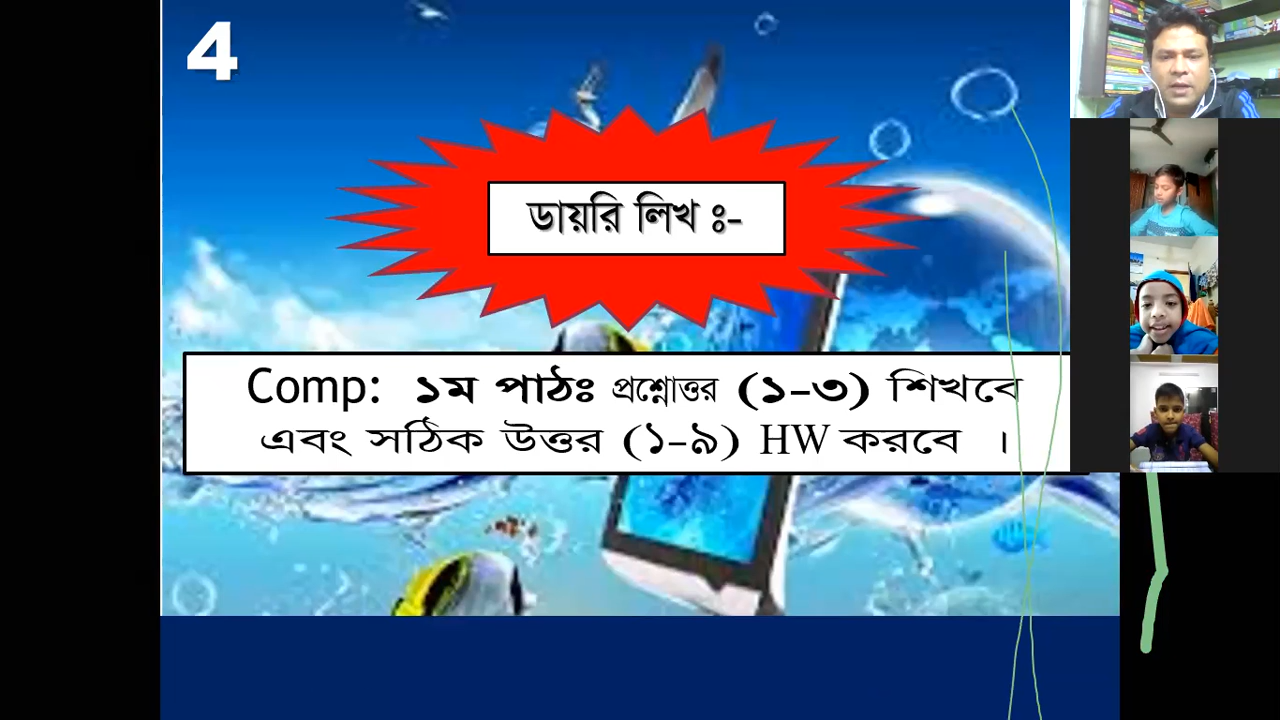 4
ডায়রি লিখ ঃ-
Comp: ১ম পাঠঃ প্রশ্নোত্তর (১-৩) শিখবে
এবং সঠিক উত্তর (১-৯) HW করবে ।